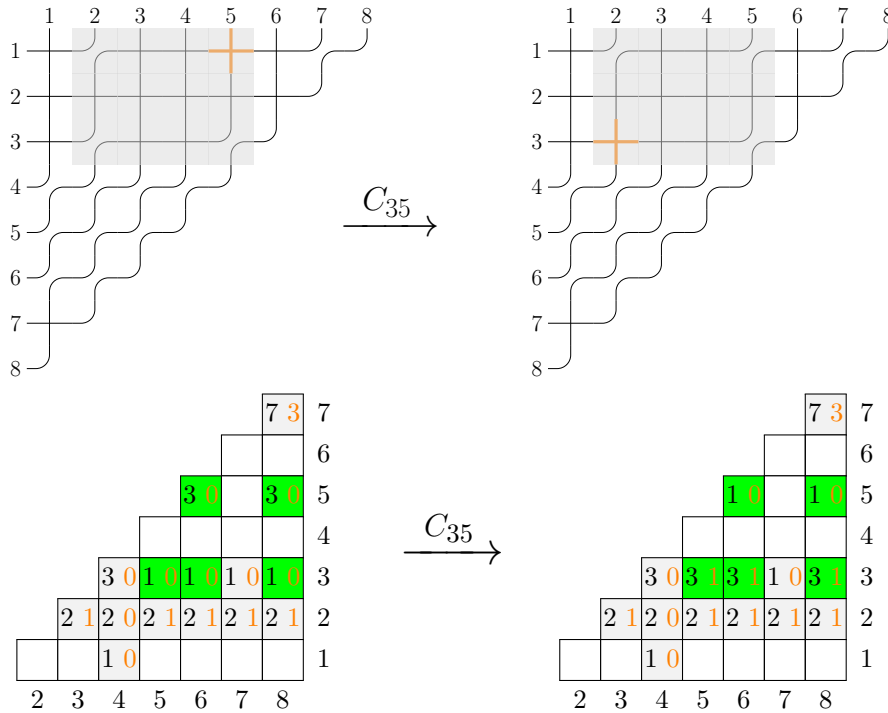 1 2 3 4 5 6 7 8 1 2 3 4 5 6 7 8
1 1
2 2
3 3
4 4
5 C₃₅ 5
6 6
7 7
8 8
7 3 7 7 3 7
6 6
3 0 3 0 5 1 0 1 0 5
4 C₃₅ 4
3 0 1 0 1 0 1 0 1 0 3 3 0 3 1 3 1 1 0 3 1 3
2 1 2 0 2 1 2 1 2 1 2 1 2 2 1 2 0 2 1 2 1 2 1 2 1 2
1 0 1 1 0 1
2 3 4 5 6 7 8 2 3 4 5 6 7 8